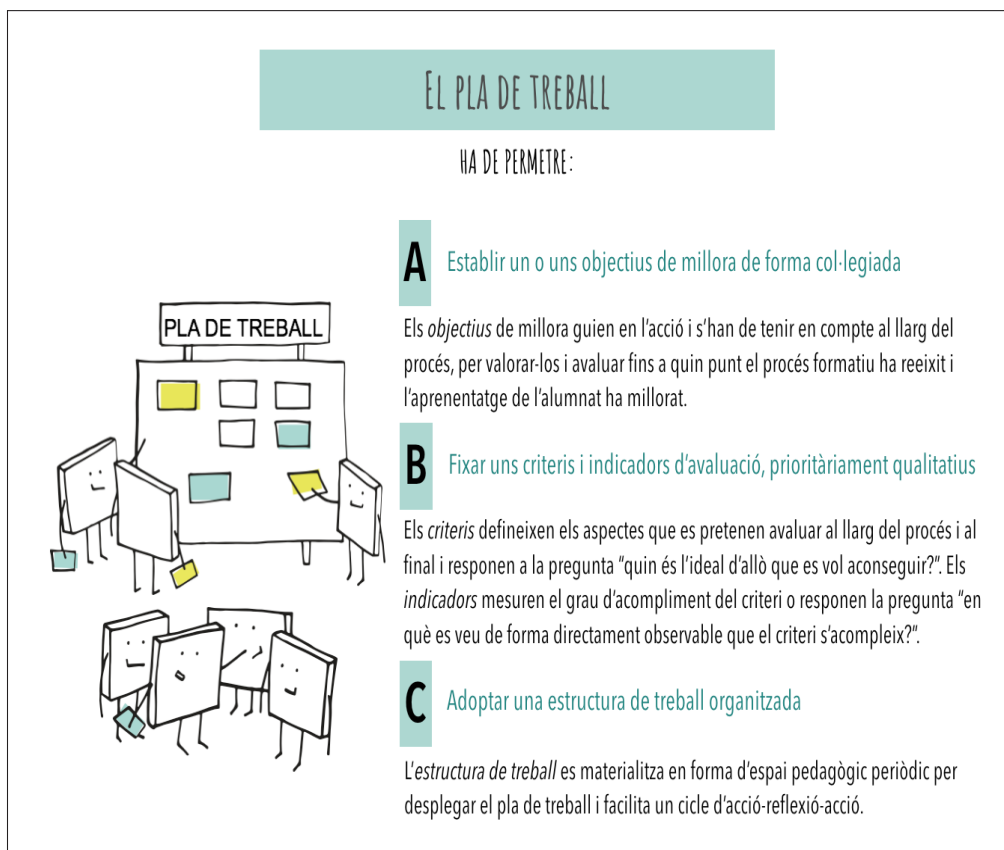 El pla de treball
ha de permetre:
A Establir un o uns objectius de millora de forma col·legiada
PLA DE TREBALL
Els objectius de millora guien en l’acció i s’han de tenir en compte al llarg del
procés, per valorar-los i avaluar fins a quin punt el procés formatiu ha reeixit i
l’aprenentatge de l’alumnat ha millorat.
B Fixar uns criteris i indicadors d’avaluació, prioritàriament qualitatius
Els criteris defineixen els aspectes que es pretenen avaluar al llarg del procés i al
final i responen a la pregunta “quin és l’ideal d’allò que es vol aconseguir?”. Els
indicadors mesuren el grau d’acompliment del criteri o responen la pregunta “en
què es veu de forma directament observable que el criteri s’acompleix?”.
C Adoptar una estructura de treball organitzada
L’estructura de treball es materialitza en forma d’espai pedagògic periòdic per
desplegar el pla de treball i facilita un cicle d’acció-reflexió-acció.